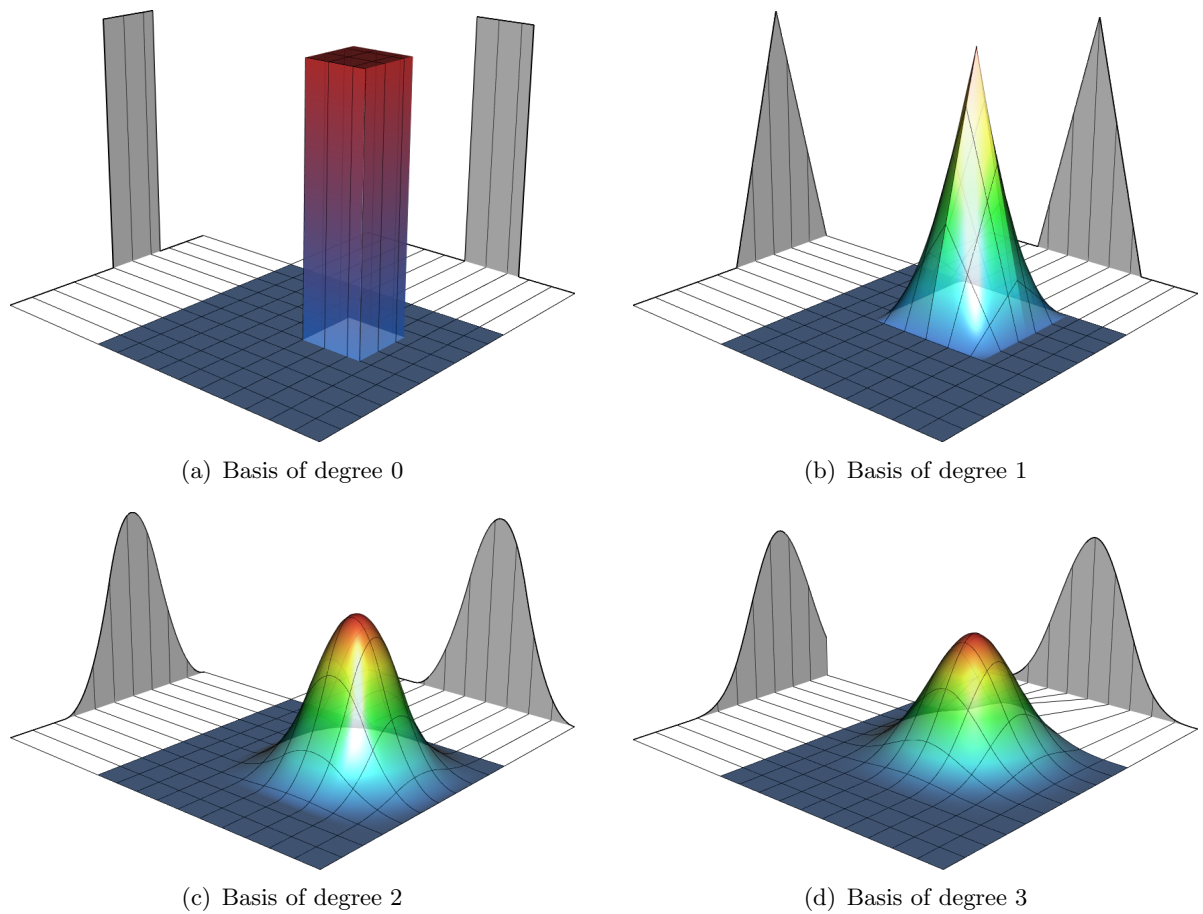 (a) Basis of degree 0
(b) Basis of degree 1
(c) Basis of degree 2
(d) Basis of degree 3